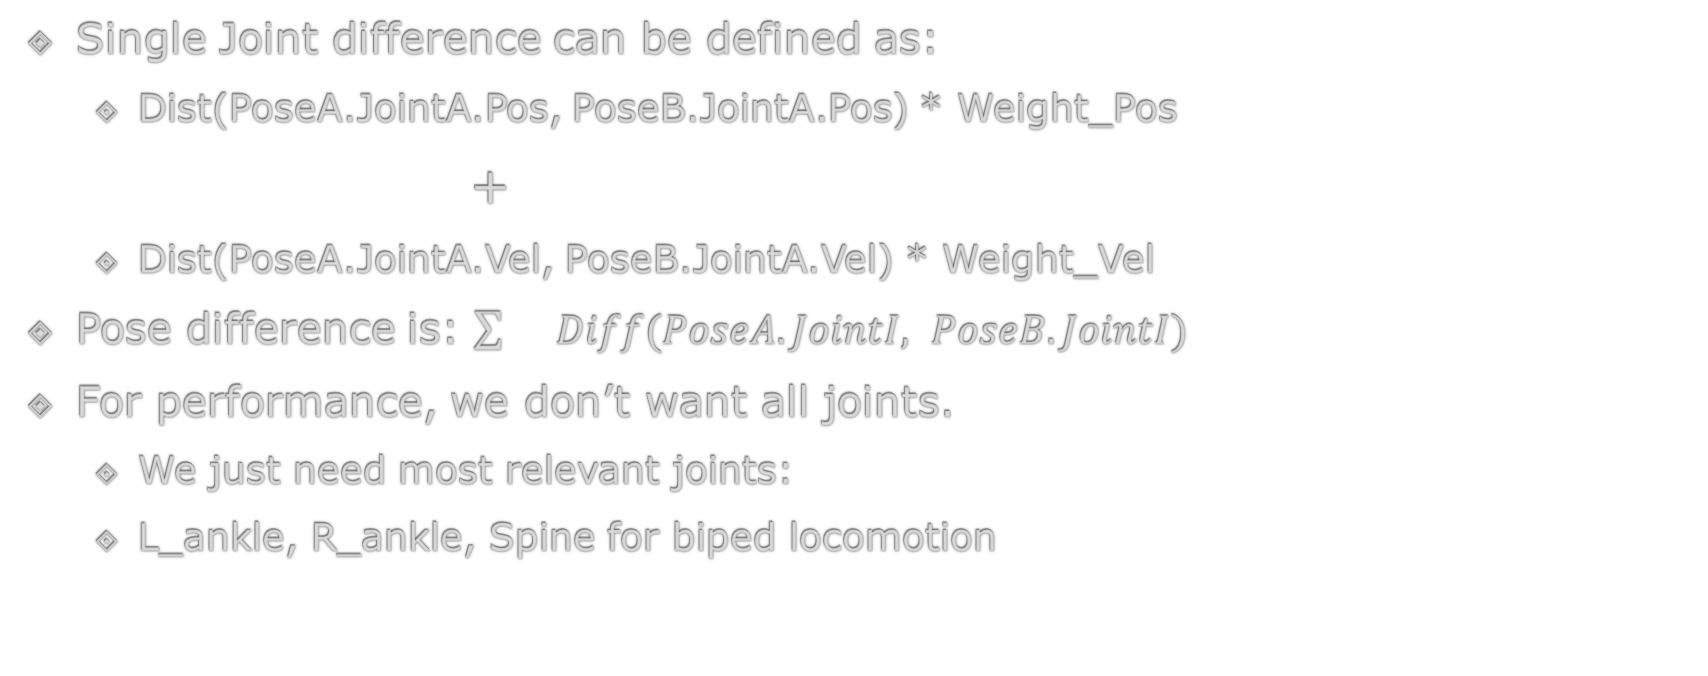 Single Joint difference can be defined as:
Dist(PoseA.JointA.Pos, PoseB.JointA.Pos) * Weight_Pos
+
Dist(PoseA.JointA.Vel, PoseB.JointA.Vel) * Weight_Vel
Pose difference is: ∑ Diff(PoseA.JointI, PoseB.JointI)
For performance, we don’t want all joints.
We just need most relevant joints:
L_ankle, R_ankle, Spine for biped locomotion